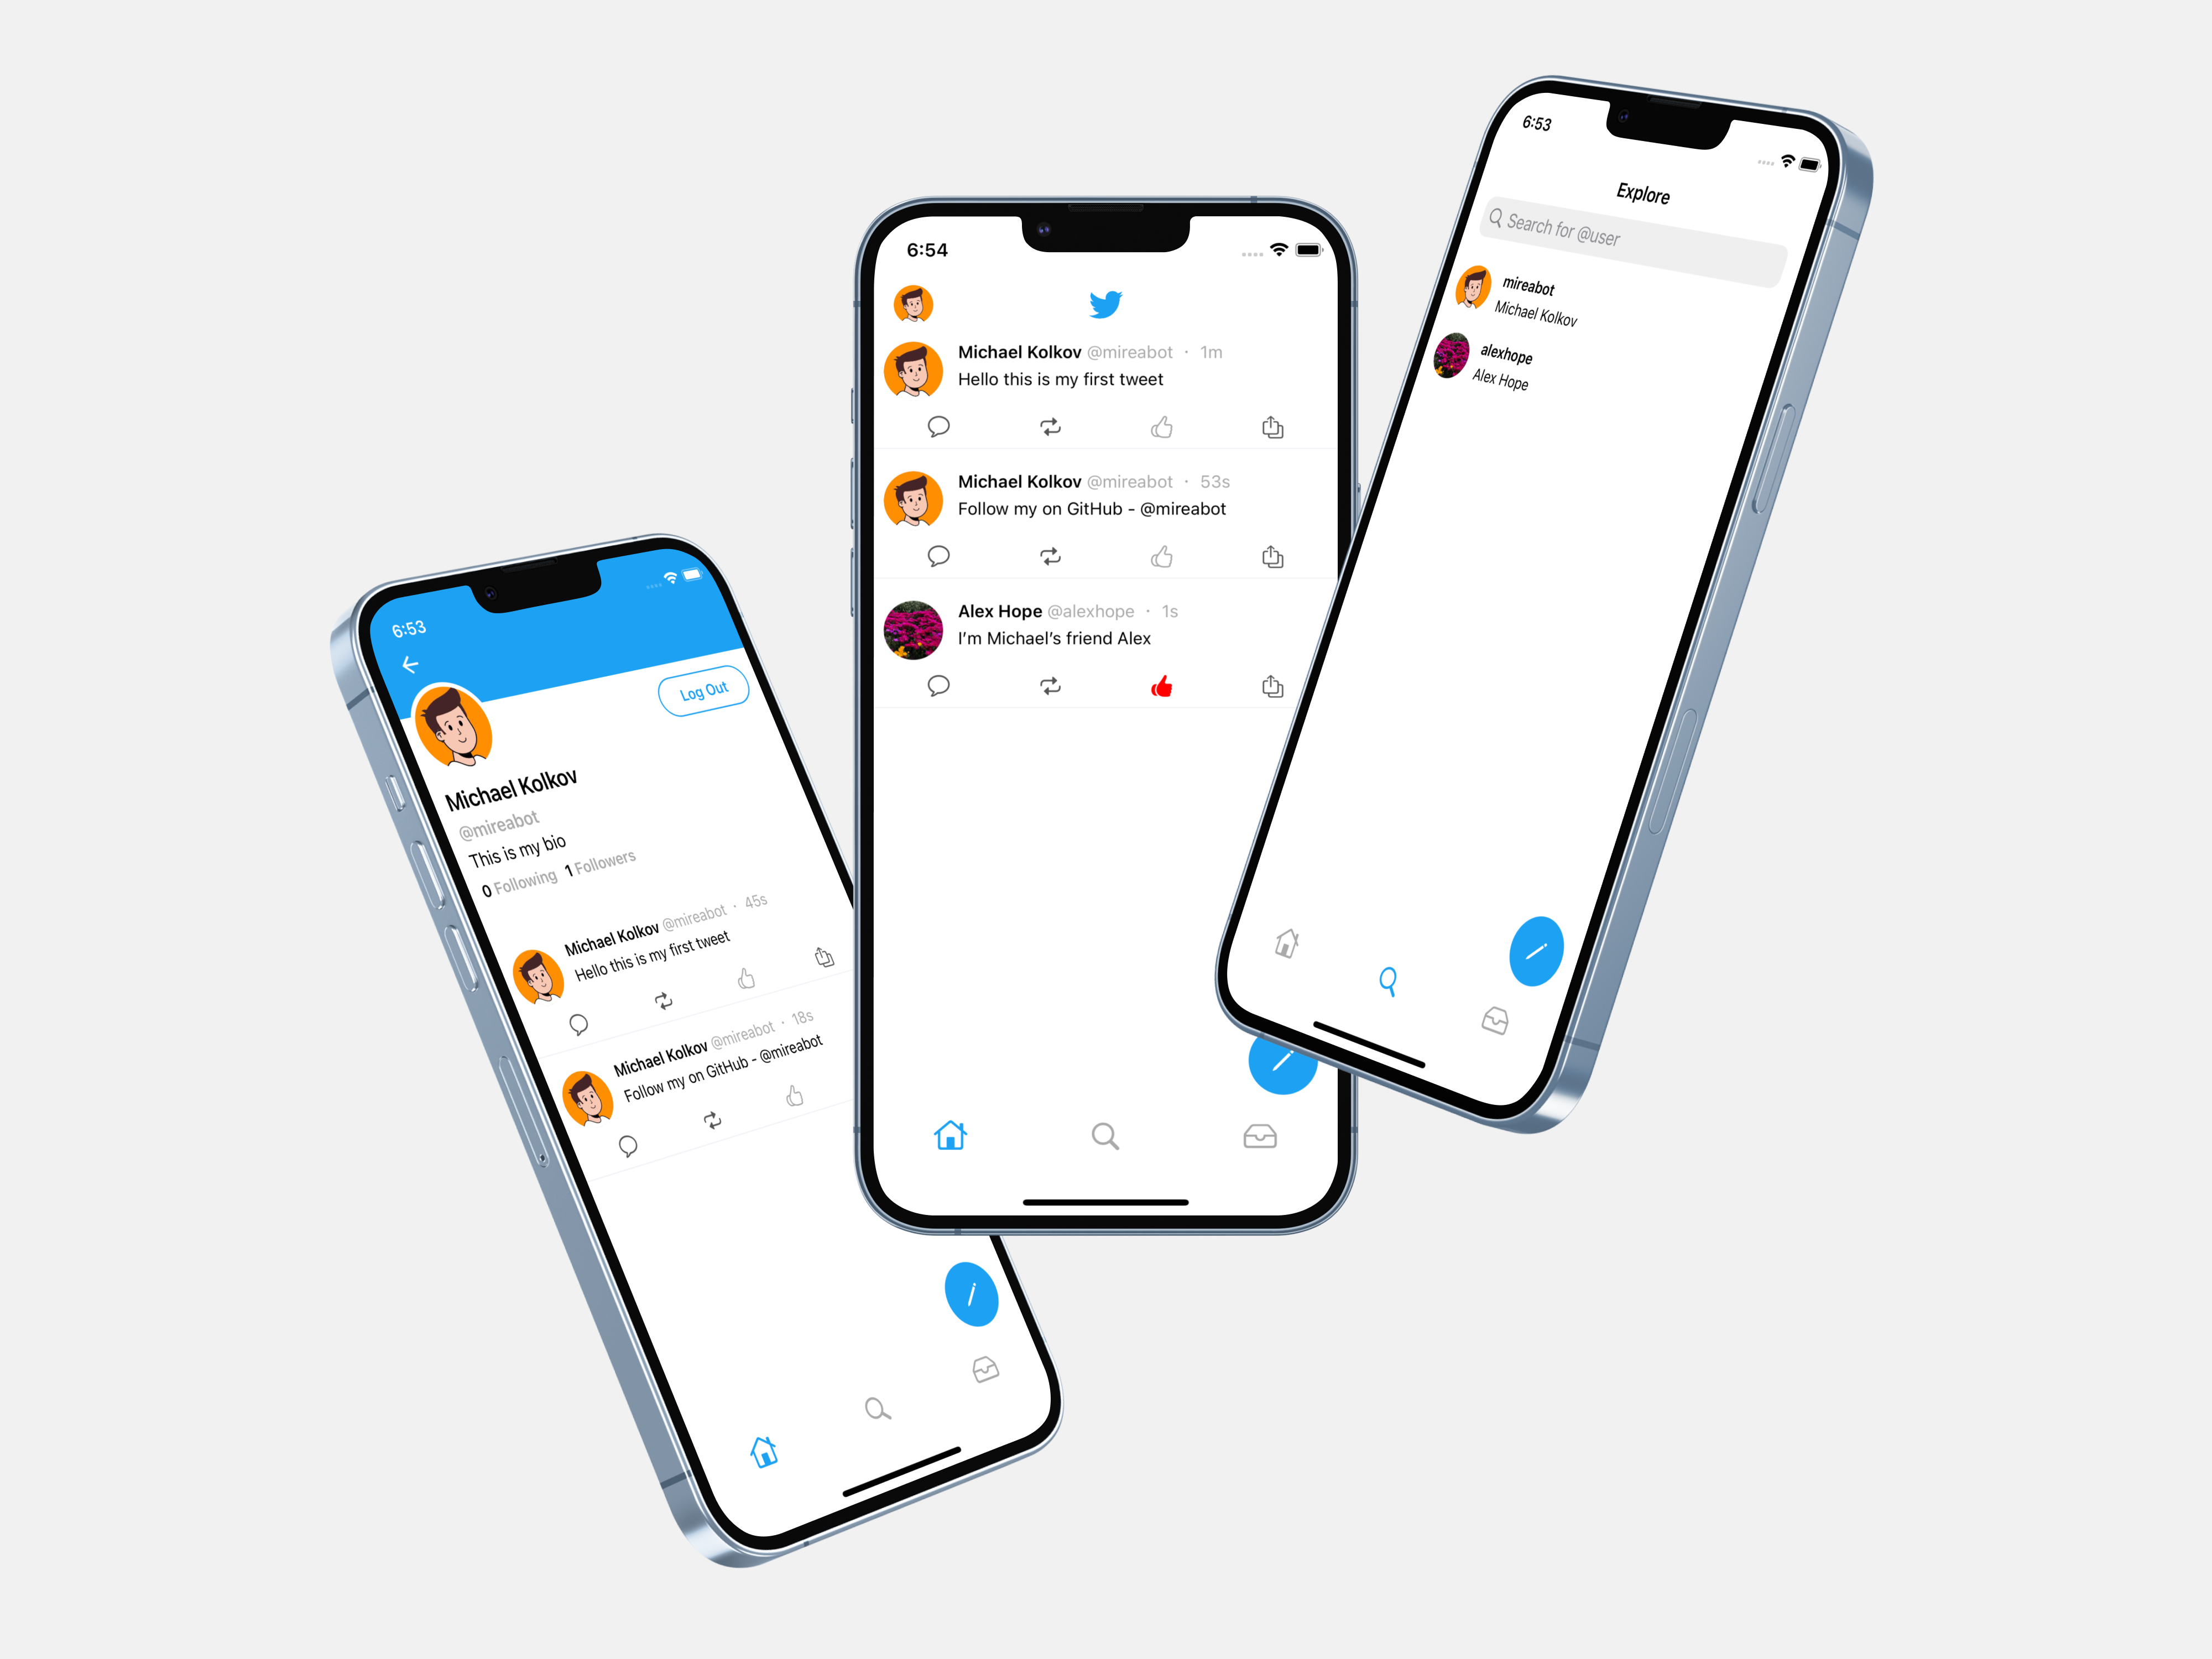 6:53
Log Out
Michael Kolkov
@mireabot
This is my bio
0 Following 1 Followers
Michael Kolkov @mireabot · 45s
Hello this is my first tweet
Michael Kolkov @mireabot · 18s
Follow my on GitHub - @mireabot
6:54
Michael Kolkov @mireabot · 1m
Hello this is my first tweet
Michael Kolkov @mireabot · 53s
Follow my on GitHub - @mireabot
Alex Hope @alexhope · 1s
I’m Michael’s friend Alex
6:53
Explore
Search for @user
mireabot
Michael Kolkov
alexhope
Alex Hope